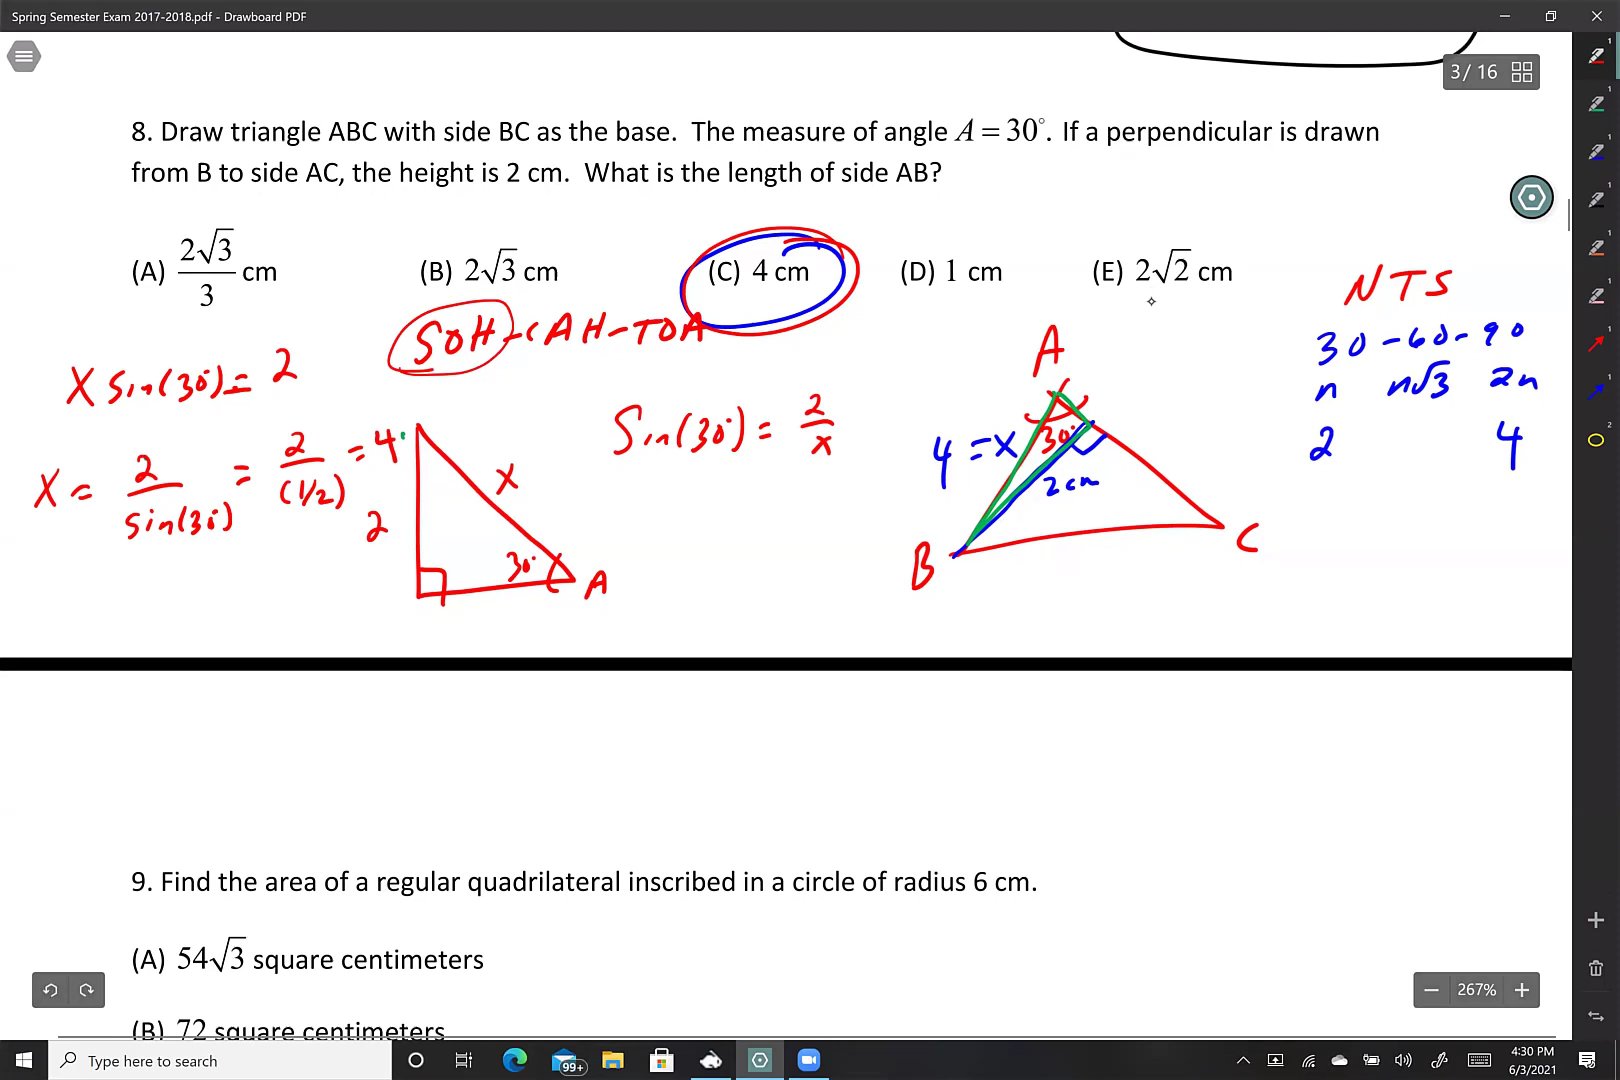 Spring Semester Exam 2017-2018.pdf - Drawboard PDF
3 / 16
8. Draw triangle ABC with side BC as the base. The measure of angle A = 30°. If a perpendicular is drawn
from B to side AC, the height is 2 cm. What is the length of side AB?
(A) 2√3/3 cm (B) 2√3 cm (C) 4 cm (D) 1 cm (E) 2√2 cm
NTS
SOH-CAH-TOA
A
30-60-90
X Sin(30°) = 2
n n√3 2n
Sin(30°) = 2/x
4 = X 30°
2 4
X = 2/sin(30°) = 2/(1/2) = 4
X
2 cm
2
B C
30° A
9. Find the area of a regular quadrilateral inscribed in a circle of radius 6 cm.
(A) 54√3 square centimeters
267%
(B) 72 square centimeters
Type here to search
99+
4:30 PM
6/3/2021